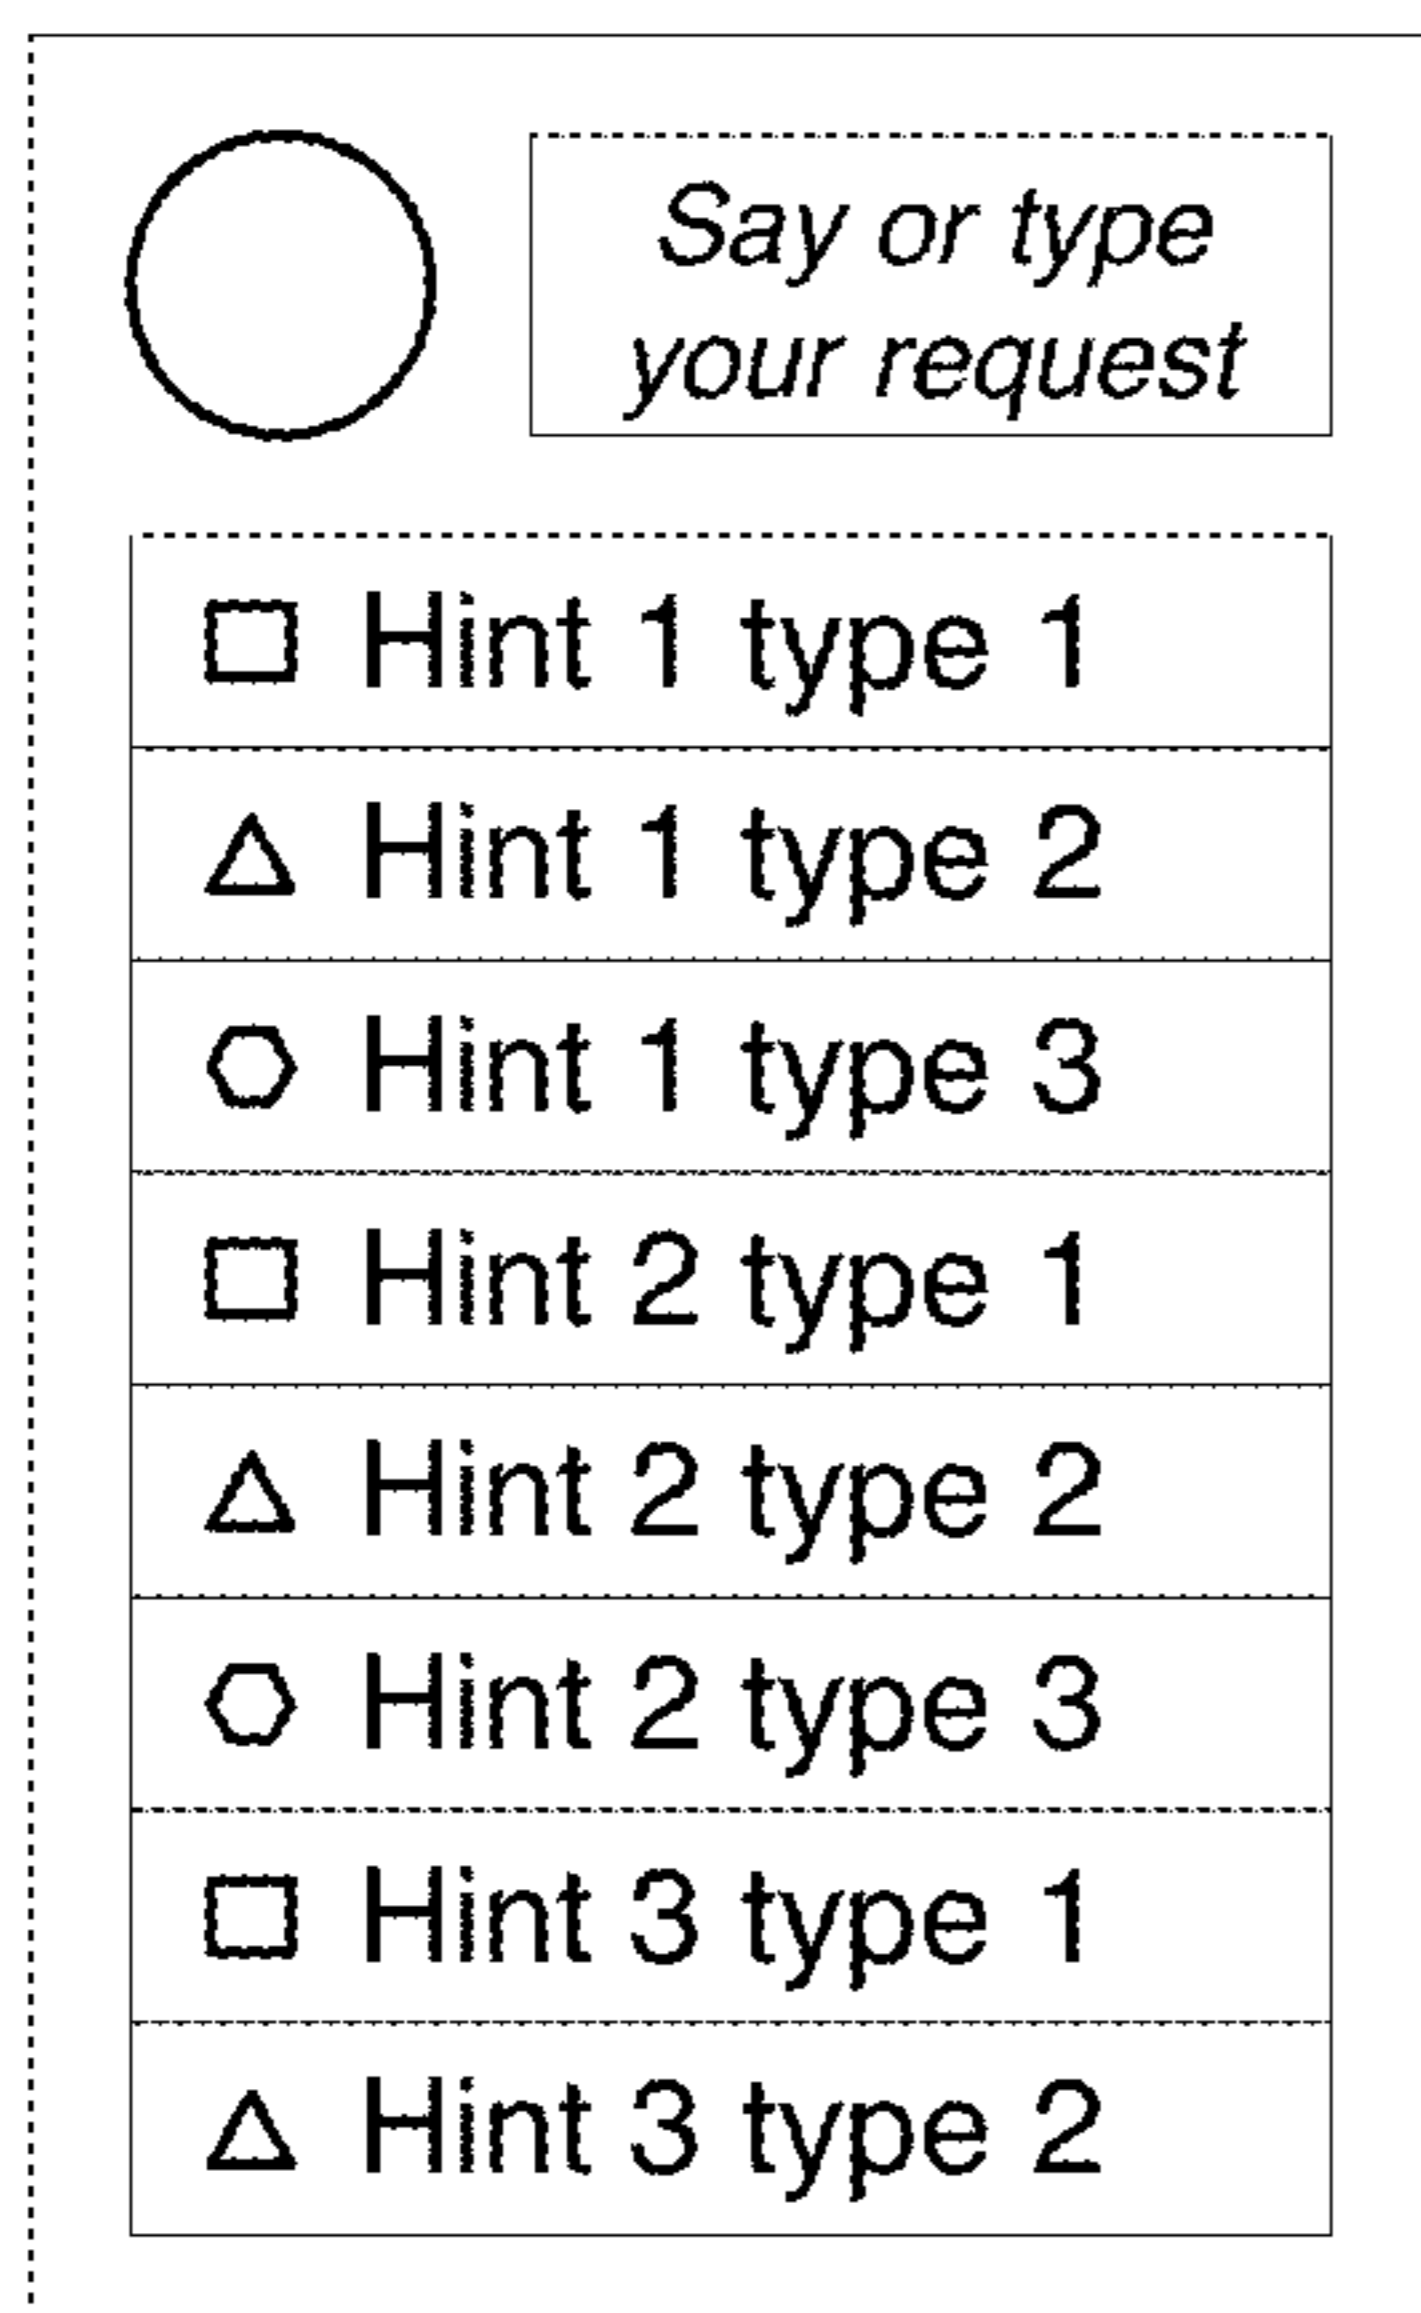 Say or type
your request
Hint 1 type 1
Hint 1 type 2
Hint 1 type 3
Hint 2 type 1
Hint 2 type 2
Hint 2 type 3
Hint 3 type 1
Hint 3 type 2